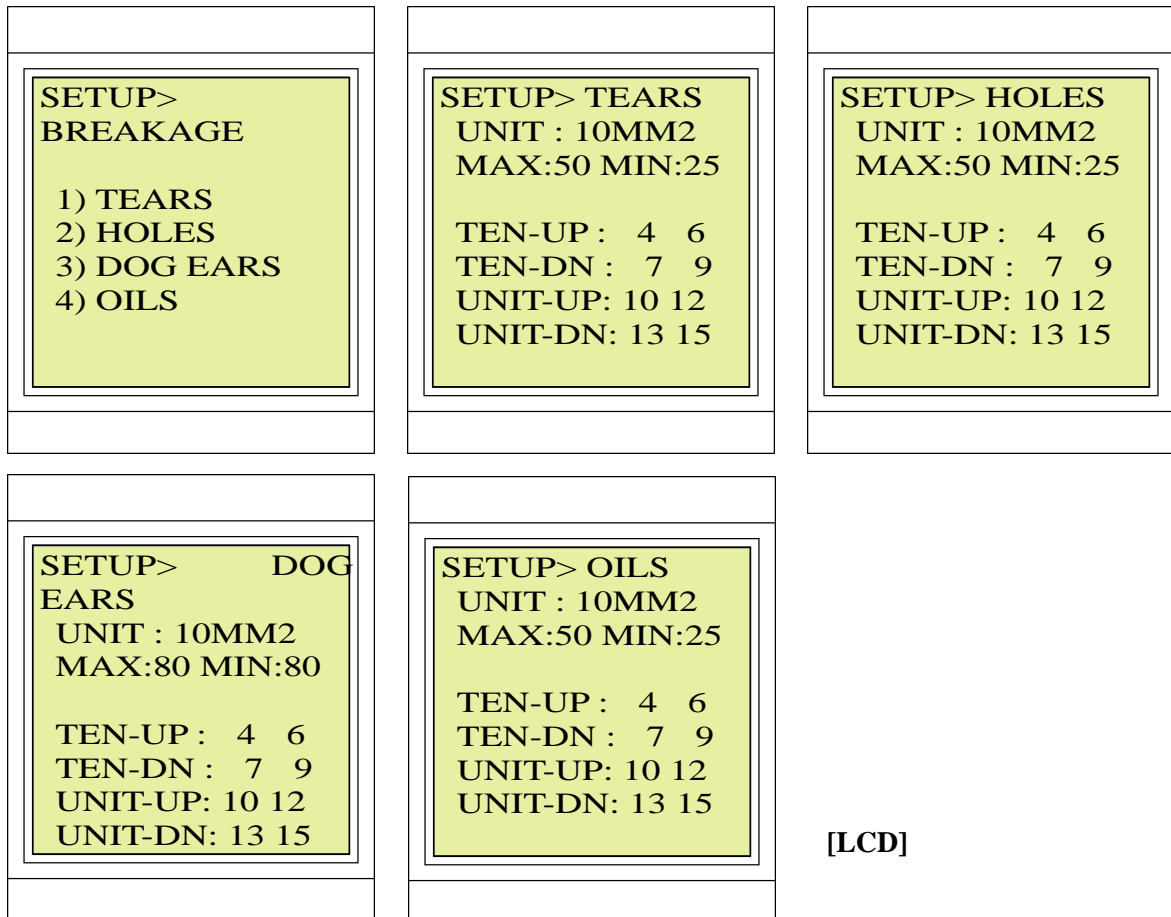 SETUP>
BREAKAGE
1) TEARS
2) HOLES
3) DOG EARS
4) OILS
SETUP> TEARS
UNIT : 10MM2
MAX:50 MIN:25
TEN-UP : 4 6
TEN-DN : 7 9
UNIT-UP: 10 12
UNIT-DN: 13 15
SETUP> HOLES
UNIT : 10MM2
MAX:50 MIN:25
TEN-UP : 4 6
TEN-DN : 7 9
UNIT-UP: 10 12
UNIT-DN: 13 15
SETUP> DOG
EARS
UNIT : 10MM2
MAX:80 MIN:80
TEN-UP : 4 6
TEN-DN : 7 9
UNIT-UP: 10 12
UNIT-DN: 13 15
SETUP> OILS
UNIT : 10MM2
MAX:50 MIN:25
TEN-UP : 4 6
TEN-DN : 7 9
UNIT-UP: 10 12
UNIT-DN: 13 15
[LCD]